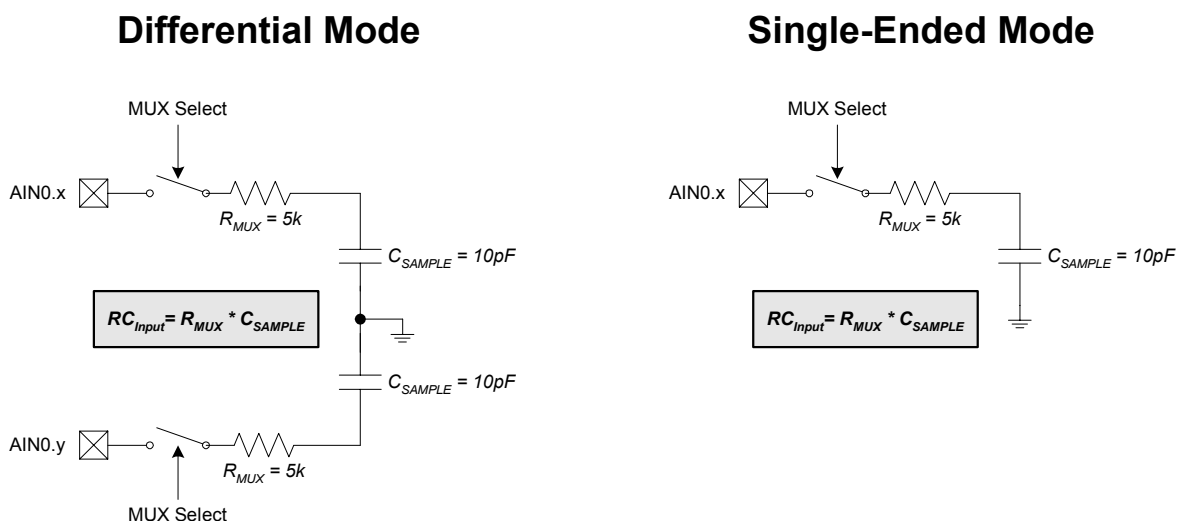 Differential Mode
MUX Select
AIN0.x
R_MUX = 5k
C_SAMPLE = 10pF
RC_Input= R_MUX * C_SAMPLE
C_SAMPLE = 10pF
AIN0.y
R_MUX = 5k
MUX Select
Single-Ended Mode
MUX Select
AIN0.x
R_MUX = 5k
C_SAMPLE = 10pF
RC_Input= R_MUX * C_SAMPLE